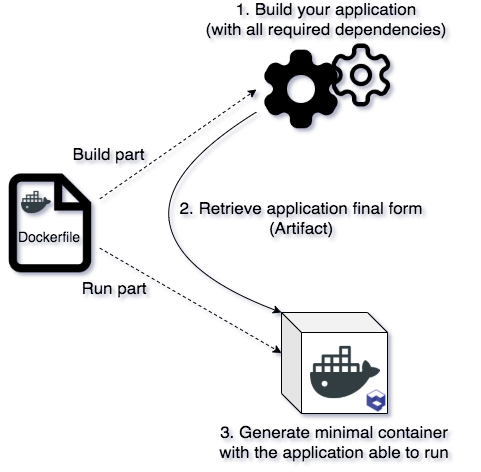 1. Build your application
(with all required dependencies)
Build part
Dockerfile
2. Retrieve application final form
(Artifact)
Run part
3. Generate minimal container
with the application able to run